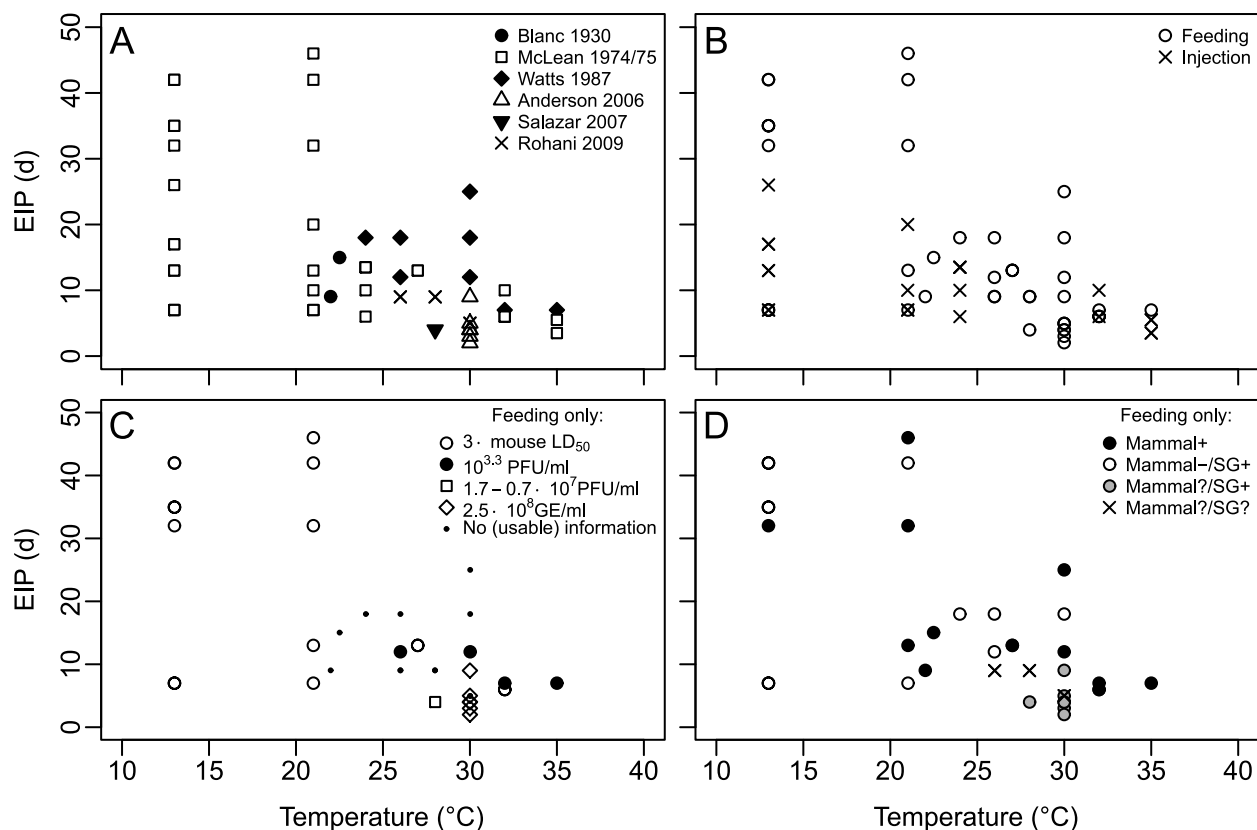 A
Blanc 1930
McLean 1974/75
Watts 1987
Anderson 2006
Salazar 2007
Rohani 2009
EIP (d)
0 10 20 30 40 50
B
Feeding
Injection
C
Feeding only:
3· mouse LD50
10^3.3 PFU/ml
1.7–0.7· 10^7 PFU/ml
2.5· 10^8 GE/ml
No (usable) information
EIP (d)
0 10 20 30 40 50
10 15 20 25 30 35 40
Temperature (°C)
D
Feeding only:
Mammal+
Mammal−/SG+
Mammal?/SG+
Mammal?/SG?
10 15 20 25 30 35 40
Temperature (°C)